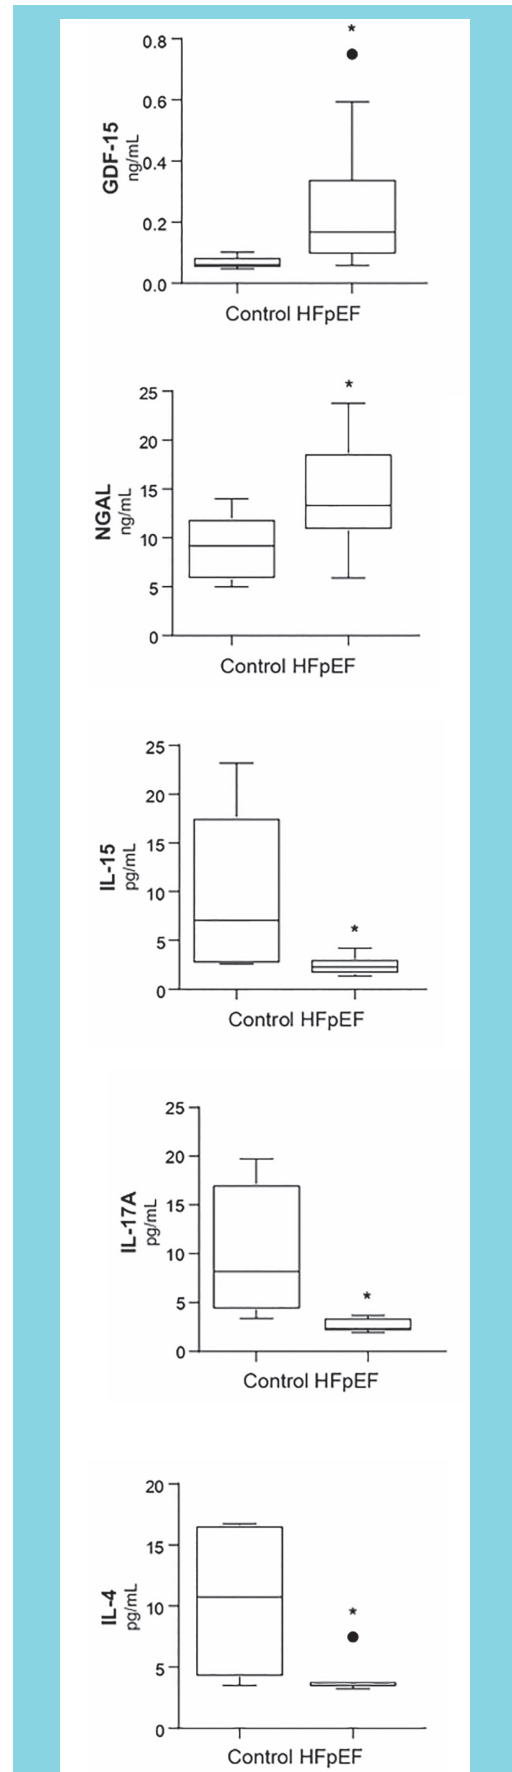 *
0.8
0.6
GDF-15
ng/mL
0.4
0.2
0.0
Control HFpEF
*
25
20
NGAL
ng/mL
15
10
5
0
Control HFpEF
25
20
IL-15
pg/mL
15
10
*
5
0
Control HFpEF
25
20
IL-17A
pg/mL
15
10
*
5
0
Control HFpEF
20
15
IL-4
pg/mL
10
*
5
0
Control HFpEF